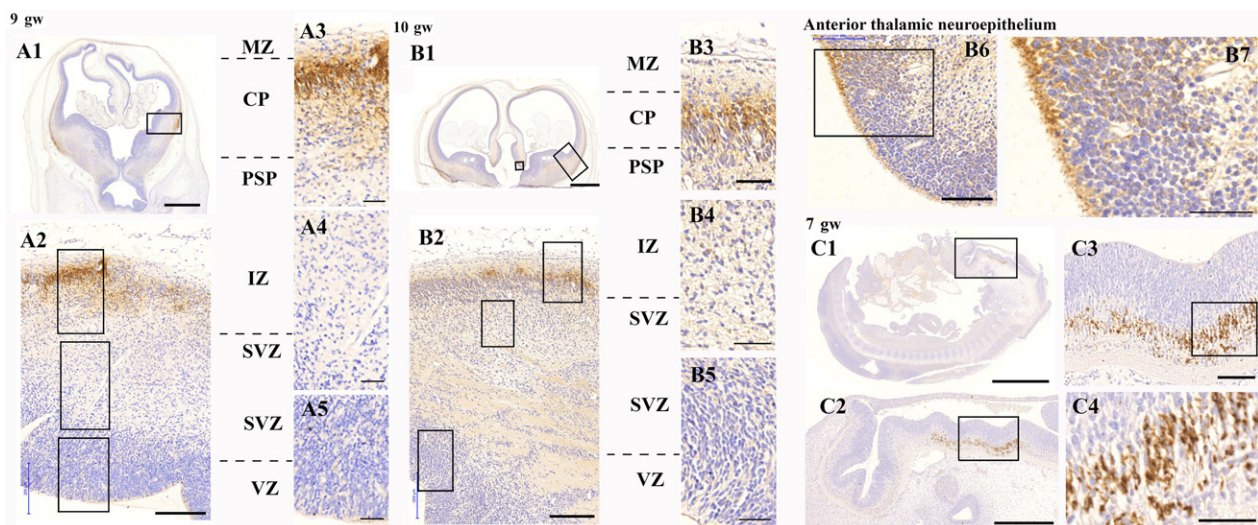 9 gw
A1
A2
MZ
CP
PSP
IZ
SVZ
SVZ
VZ
A3
A4
A5
10 gw
B1
B2
MZ
CP
PSP
IZ
SVZ
SVZ
VZ
B3
B4
B5
Anterior thalamic neuroepithelium
B6
B7
7 gw
C1
C2
C3
C4